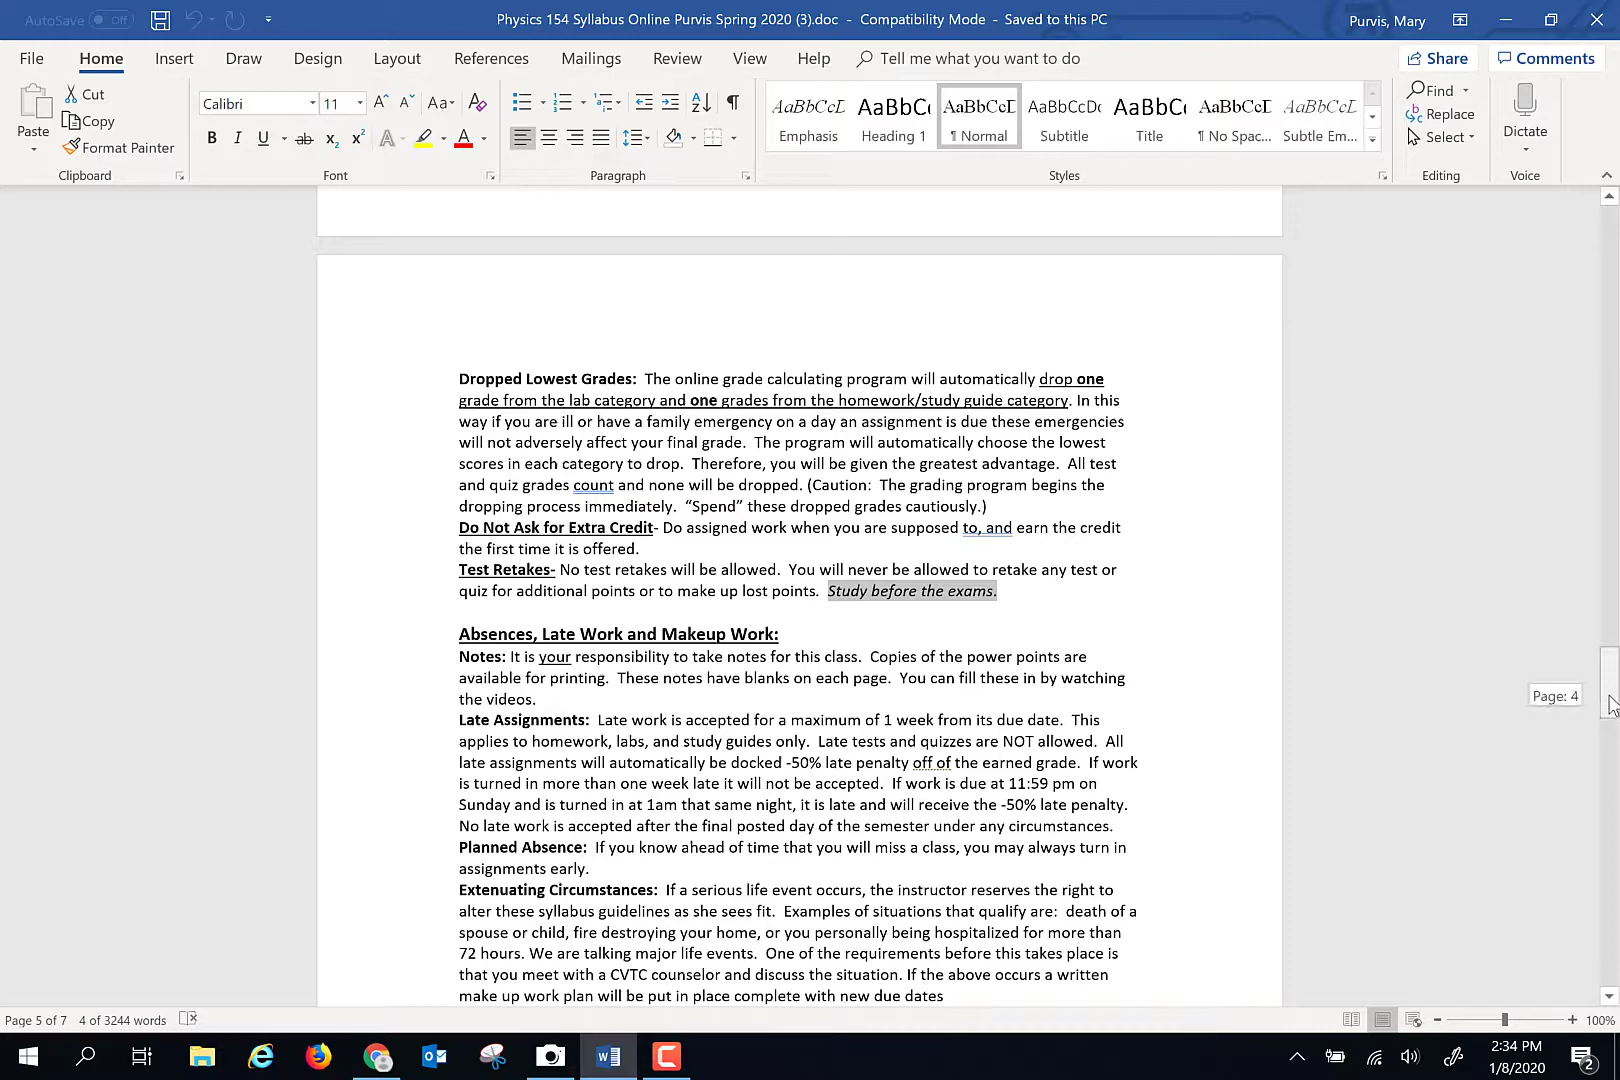 AutoSave Off Physics 154 Syllabus Online Purvis Spring 2020 (3).doc - Compatibility Mode - Saved to this PC Purvis, Mary
File Home Insert Draw Design Layout References Mailings Review View Help Tell me what you want to do Share Comments
Paste Cut Copy Format Painter
Calibri 11 Aa
B I U ab x2 x2 A A
AaBbCcL Emphasis
AaBbC( Heading 1
AaBbCcI ¶ Normal
AaBbCcDc Subtitle
AaBbC( Title
AaBbCcI ¶ No Spac...
AaBbCcL Subtle Em...
Find
Replace
Select
Dictate
Clipboard Font Paragraph Styles Editing Voice
Dropped Lowest Grades: The online grade calculating program will automatically drop one
grade from the lab category and one grades from the homework/study guide category. In this
way if you are ill or have a family emergency on a day an assignment is due these emergencies
will not adversely affect your final grade. The program will automatically choose the lowest
scores in each category to drop. Therefore, you will be given the greatest advantage. All test
and quiz grades count and none will be dropped. (Caution: The grading program begins the
dropping process immediately. “Spend” these dropped grades cautiously.)
Do Not Ask for Extra Credit- Do assigned work when you are supposed to, and earn the credit
the first time it is offered.
Test Retakes- No test retakes will be allowed. You will never be allowed to retake any test or
quiz for additional points or to make up lost points. Study before the exams.
Absences, Late Work and Makeup Work:
Notes: It is your responsibility to take notes for this class. Copies of the power points are
available for printing. These notes have blanks on each page. You can fill these in by watching
the videos.
Page: 4
Late Assignments: Late work is accepted for a maximum of 1 week from its due date. This
applies to homework, labs, and study guides only. Late tests and quizzes are NOT allowed. All
late assignments will automatically be docked -50% late penalty off of the earned grade. If work
is turned in more than one week late it will not be accepted. If work is due at 11:59 pm on
Sunday and is turned in at 1am that same night, it is late and will receive the -50% late penalty.
No late work is accepted after the final posted day of the semester under any circumstances.
Planned Absence: If you know ahead of time that you will miss a class, you may always turn in
assignments early.
Extenuating Circumstances: If a serious life event occurs, the instructor reserves the right to
alter these syllabus guidelines as she sees fit. Examples of situations that qualify are: death of a
spouse or child, fire destroying your home, or you personally being hospitalized for more than
72 hours. We are talking major life events. One of the requirements before this takes place is
that you meet with a CVTC counselor and discuss the situation. If the above occurs a written
make up work plan will be put in place complete with new due dates
Page 5 of 7 4 of 3244 words 100%
2:34 PM
1/8/2020
2